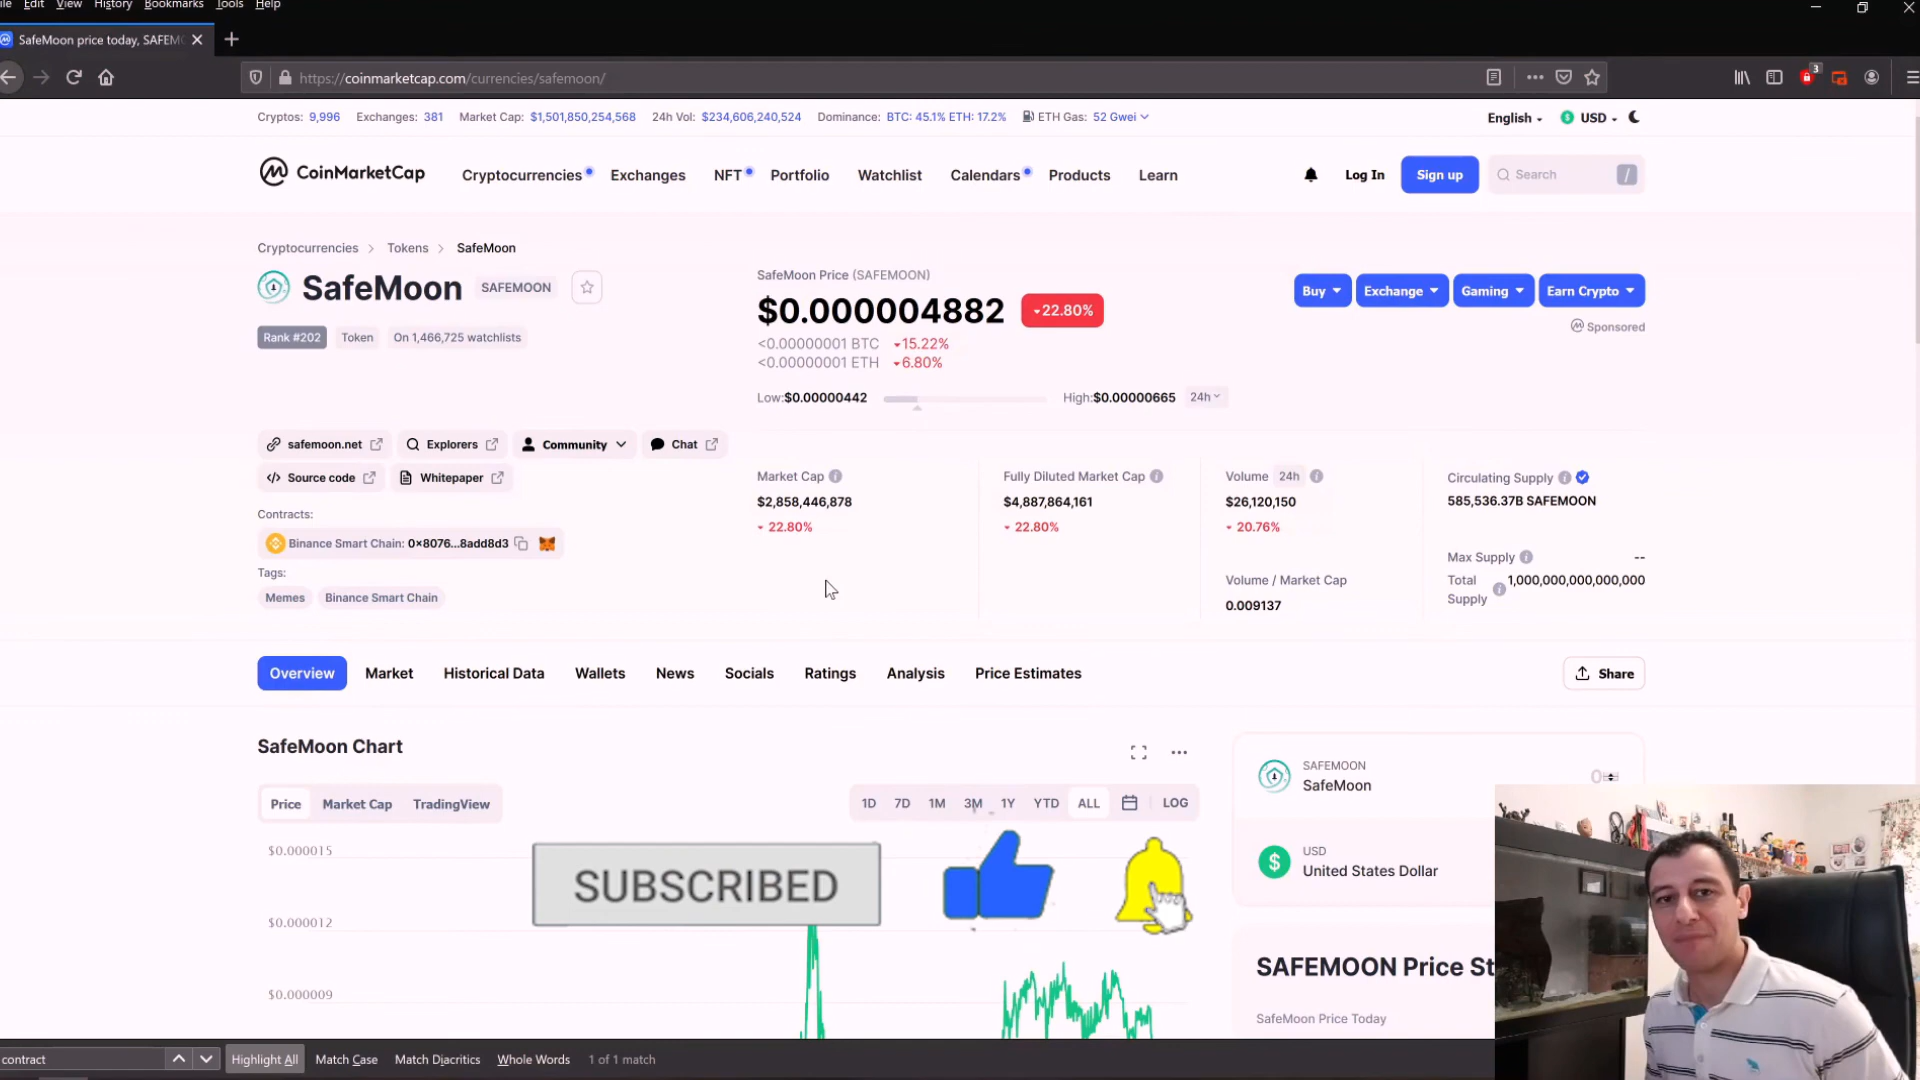 File Edit View History Bookmarks Tools Help
SafeMoon price today, SAFEM
https://coinmarketcap.com/currencies/safemoon/
3
Cryptos: 9,996 Exchanges: 381 Market Cap: $1,501,850,254,568 24h Vol: $234,606,240,524 Dominance: BTC: 45.1% ETH: 17.2% ETH Gas: 52 Gwei
English USD
CoinMarketCap
Cryptocurrencies Exchanges NFT Portfolio Watchlist Calendars Products Learn
Log In Sign up Search /
Cryptocurrencies Tokens SafeMoon
SafeMoon SAFEMOON
Rank #202 Token On 1,466,725 watchlists
SafeMoon Price (SAFEMOON)
$0.000004882 22.80%
<0.00000001 BTC 15.22%
<0.00000001 ETH 6.80%
Low:$0.00000442 High:$0.00000665 24h
Buy Exchange Gaming Earn Crypto
Sponsored
safemoon.net Explorers Community Chat
Source code Whitepaper
Contracts:
Binance Smart Chain: 0x8076...8add8d3
Tags:
Memes Binance Smart Chain
Market Cap
$2,858,446,878
22.80%
Fully Diluted Market Cap
$4,887,864,161
22.80%
Volume 24h
$26,120,150
20.76%
Volume / Market Cap
0.009137
Circulating Supply
585,536.37B SAFEMOON
Max Supply --
Total Supply 1,000,000,000,000,000
Overview Market Historical Data Wallets News Socials Ratings Analysis Price Estimates
Share
SafeMoon Chart
Price Market Cap TradingView
1D 7D 1M 3M 1Y YTD ALL LOG
$0.000015
$0.000012
$0.000009
SUBSCRIBED
SAFEMOON
SafeMoon
0
USD
United States Dollar
SAFEMOON Price St
SafeMoon Price Today
contract Highlight All Match Case Match Diacritics Whole Words 1 of 1 match